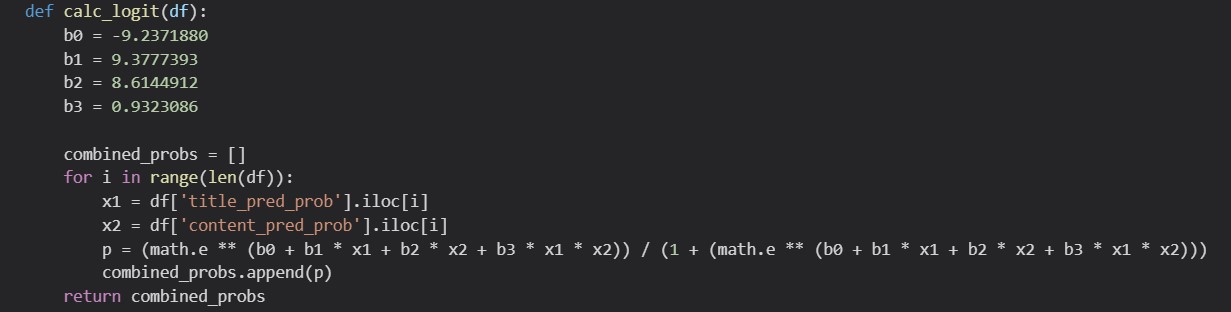 def calc_logit(df):
    b0 = -9.2371880
    b1 = 9.3777393
    b2 = 8.6144912
    b3 = 0.9323086

    combined_probs = []
    for i in range(len(df)):
        x1 = df['title_pred_prob'].iloc[i]
        x2 = df['content_pred_prob'].iloc[i]
        p = (math.e ** (b0 + b1 * x1 + b2 * x2 + b3 * x1 * x2)) / (1 + (math.e ** (b0 + b1 * x1 + b2 * x2 + b3 * x1 * x2)))
        combined_probs.append(p)
    return combined_probs